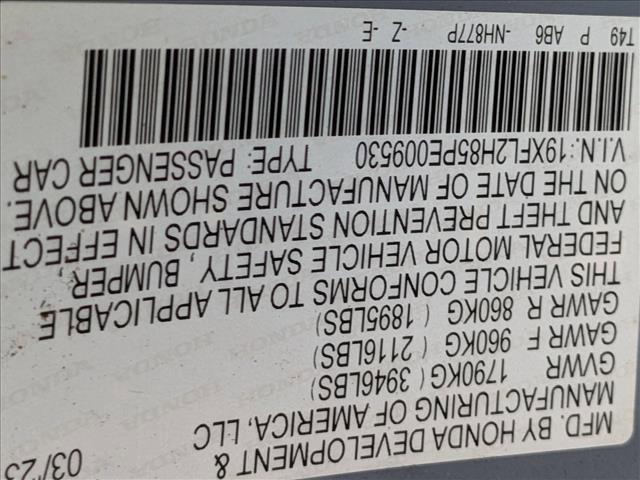 MFD. BY HONDA DEVELOPMENT &
MANUFACTURING OF AMERICA, LLC 03/'23
GVWR 1790KG ( 3946LBS)
GAWR F 960KG ( 2116LBS)
GAWR R 860KG ( 1895LBS)
THIS VEHICLE CONFORMS TO ALL APPLICABLE
FEDERAL MOTOR VEHICLE SAFETY, BUMPER,
AND THEFT PREVENTION STANDARDS IN EFFECT
ON THE DATE OF MANUFACTURE SHOWN ABOVE.
V.I.N:19XFL2H85PE009530 TYPE: PASSENGER CAR
T49 P AB6 -NH877P -Z -E